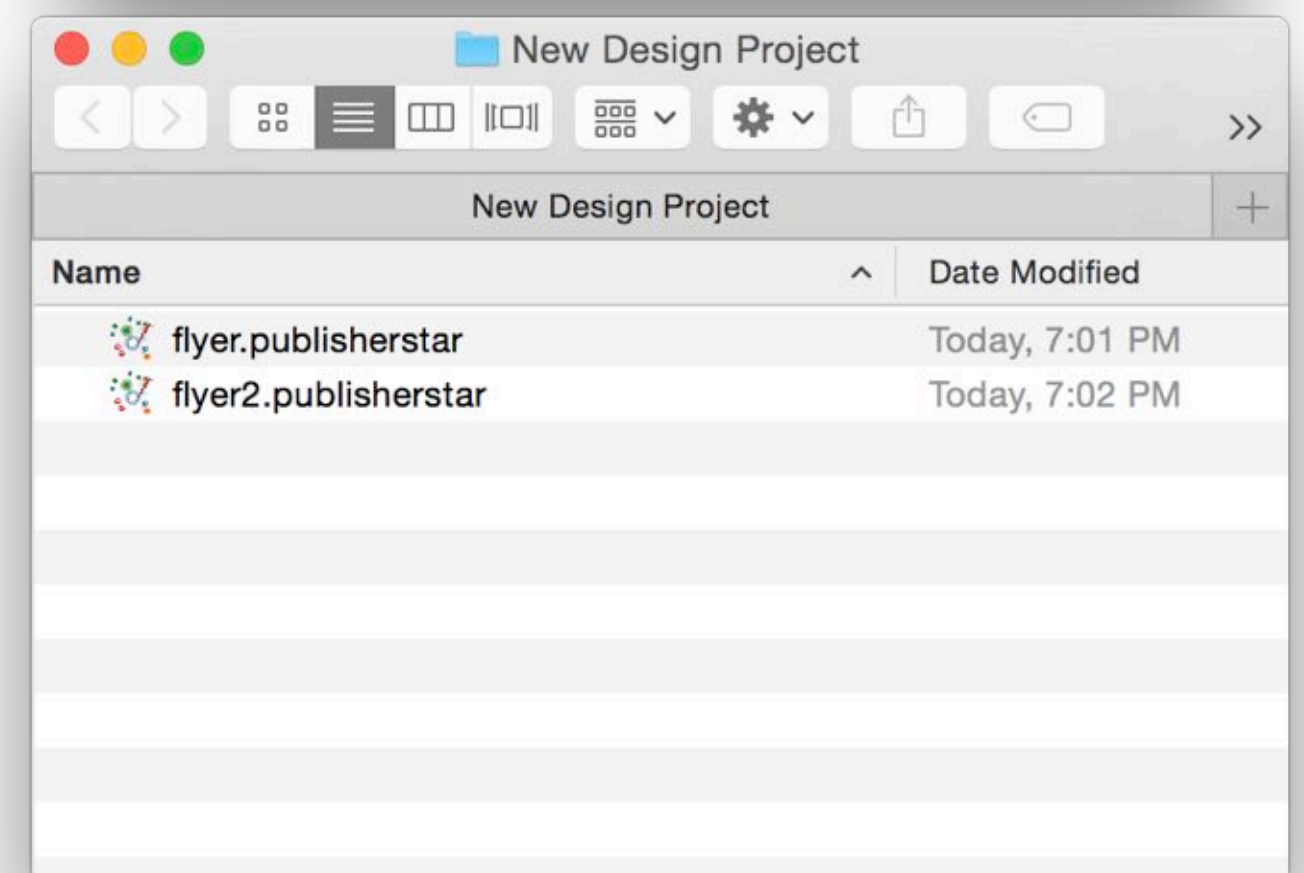 New Design Project
New Design Project
Name Date Modified
flyer.publisherstar Today, 7:01 PM
flyer2.publisherstar Today, 7:02 PM